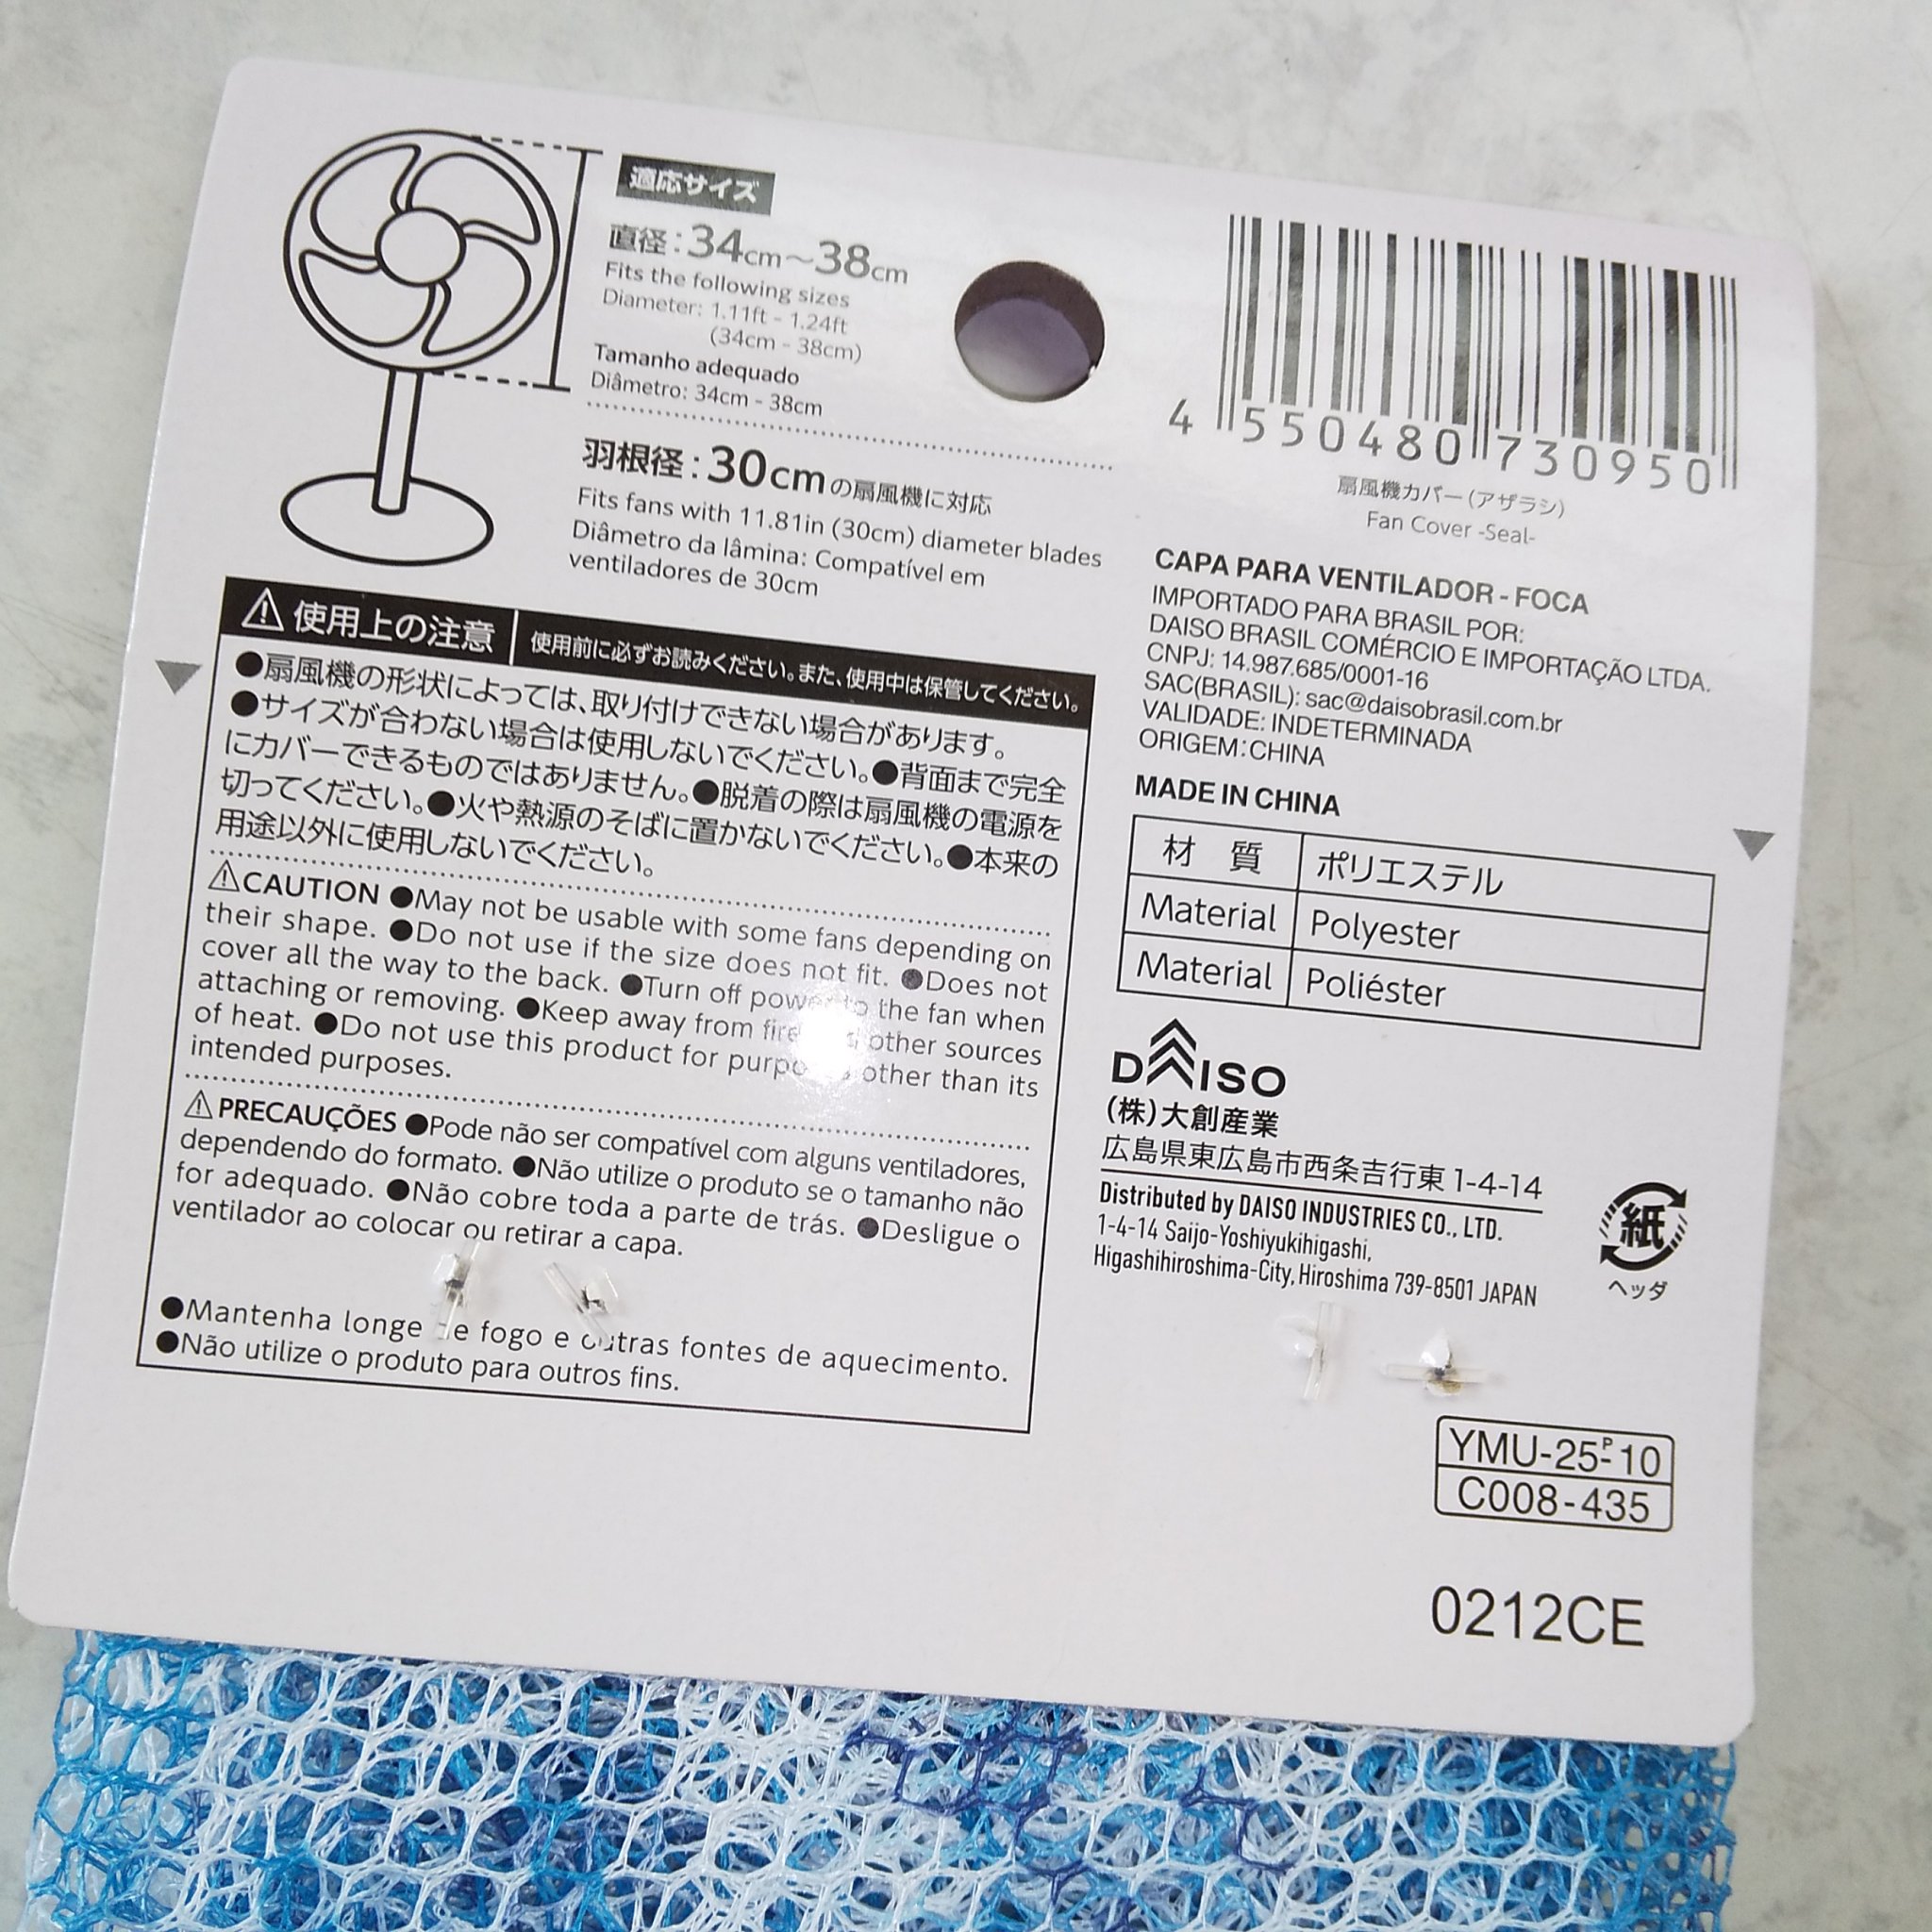 適応サイズ
直径:34cm~38cm
Fits the following sizes
Diameter: 1.11ft - 1.24ft
(34cm - 38cm)
Tamanho adequado
Diâmetro: 34cm - 38cm
羽根径:30cmの扇風機に対応
Fits fans with 11.81in (30cm) diameter blades
Diâmetro da lâmina: Compatível em
ventiladores de 30cm
使用上の注意 使用前に必ずお読みください。また、使用中は保管してください。
●扇風機の形状によっては、取り付けできない場合があります。
●サイズが合わない場合は使用しないでください。●背面まで完全
にカバーできるものではありません。●脱着の際は扇風機の電源を
切ってください。●火や熱源のそばに置かないでください。●本来の
用途以外に使用しないでください。
⚠CAUTION ●May not be usable with some fans depending on
their shape. ●Do not use if the size does not fit. ●Does not
cover all the way to the back. ●Turn off power to the fan when
attaching or removing. ●Keep away from fire other sources
of heat. ●Do not use this product for purposes other than its
intended purposes.
⚠PRECAUÇÕES ●Pode não ser compatível com alguns ventiladores,
dependendo do formato. ●Não utilize o produto se o tamanho não
for adequado. ●Não cobre toda a parte de trás. ●Desligue o
ventilador ao colocar ou retirar a capa.
●Mantenha longe de fogo e outras fontes de aquecimento.
●Não utilize o produto para outros fins.
4 550480 730950
扇風機カバー(アザラシ)
Fan Cover -Seal-
CAPA PARA VENTILADOR - FOCA
IMPORTADO PARA BRASIL POR:
DAISO BRASIL COMÉRCIO E IMPORTAÇÃO LTDA.
CNPJ: 14.987.685/0001-16
SAC(BRASIL): sac@daisobrasil.com.br
VALIDADE: INDETERMINADA
ORIGEM:CHINA
MADE IN CHINA
材 質 ポリエステル
Material Polyester
Material Poliéster
DAISO
(株)大創産業
広島県東広島市西条吉行東1-4-14
Distributed by DAISO INDUSTRIES CO., LTD.
1-4-14 Saijo-Yoshiyukihigashi,
Higashihiroshima-City, Hiroshima 739-8501 JAPAN
紙
ヘッダ
YMU-25-P10
C008-435
0212CE